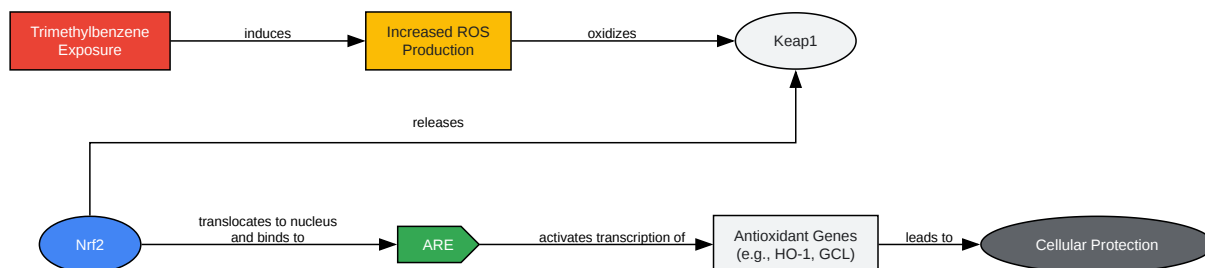 Trimethylbenzene
Exposure
induces
Increased ROS
Production
oxidizes
Keap1
releases
Nrf2
translocates to nucleus
and binds to
ARE
activates transcription of
Antioxidant Genes
(e.g., HO-1, GCL)
leads to
Cellular Protection